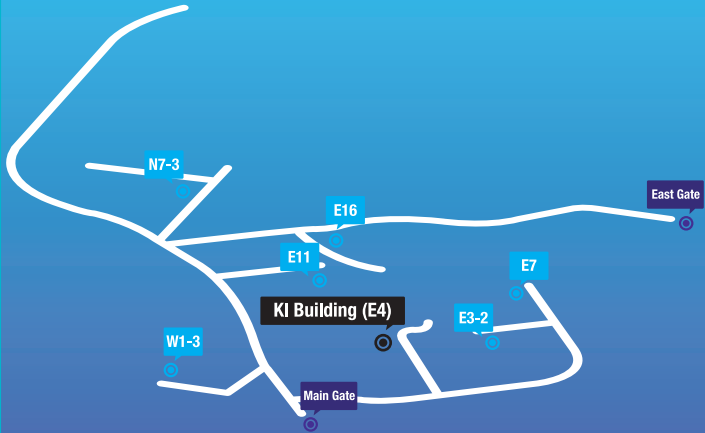 N7-3
East Gate
E16
E11
E7
KI Building (E4)
E3-2
W1-3
Main Gate